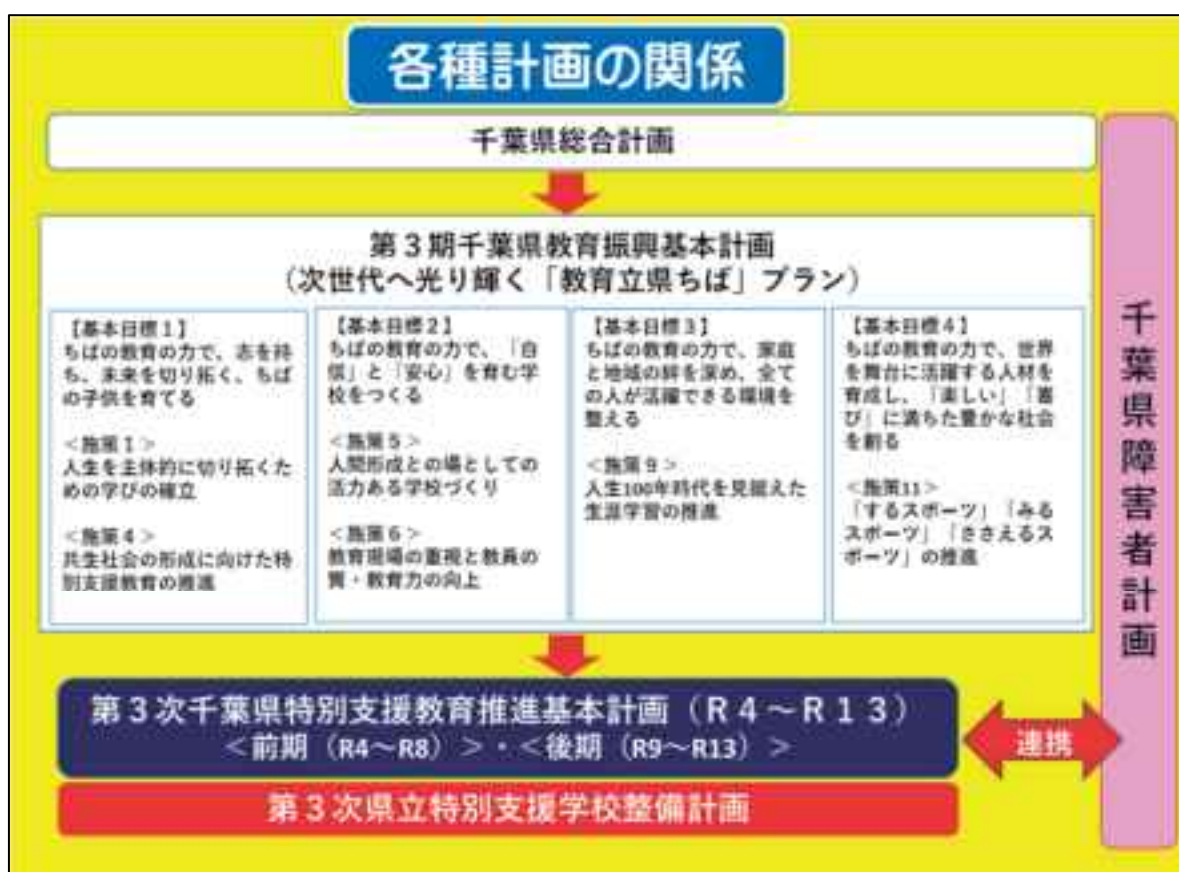 各種計画の関係
千葉県総合計画
第3期千葉県教育振興基本計画
(次世代へ光り輝く「教育立県ちば」プラン)
【基本目標1】
ちばの教育の力で、志を持
ち、未来を切り拓く、ちば
の子供を育てる
<施策1>
人生を主体的に切り拓くた
めの学びの確立
<施策4>
共生社会の形成に向けた特
別支援教育の推進
【基本目標2】
ちばの教育の力で、「自
信」と「安心」を育む学
校をつくる
<施策5>
人間形成との場としての
活力ある学校づくり
<施策6>
教育現場の重視と教員の
質・教育力の向上
【基本目標3】
ちばの教育の力で、家庭
と地域の絆を深め、全て
の人が活躍できる環境を
整える
<施策9>
人生100年時代を見据えた
生涯学習の推進
【基本目標4】
ちばの教育の力で、世界
を舞台に活躍する人材を
育成し、「楽しい」「喜
び」に満ちた豊かな社会
を創る
<施策11>
「するスポーツ」「みる
スポーツ」「ささえるス
ポーツ」の推進
第3次千葉県特別支援教育推進基本計画(R4~R13)
<前期(R4~R8)>・<後期(R9~R13)>
第3次県立特別支援学校整備計画
連携
千葉県障害者計画